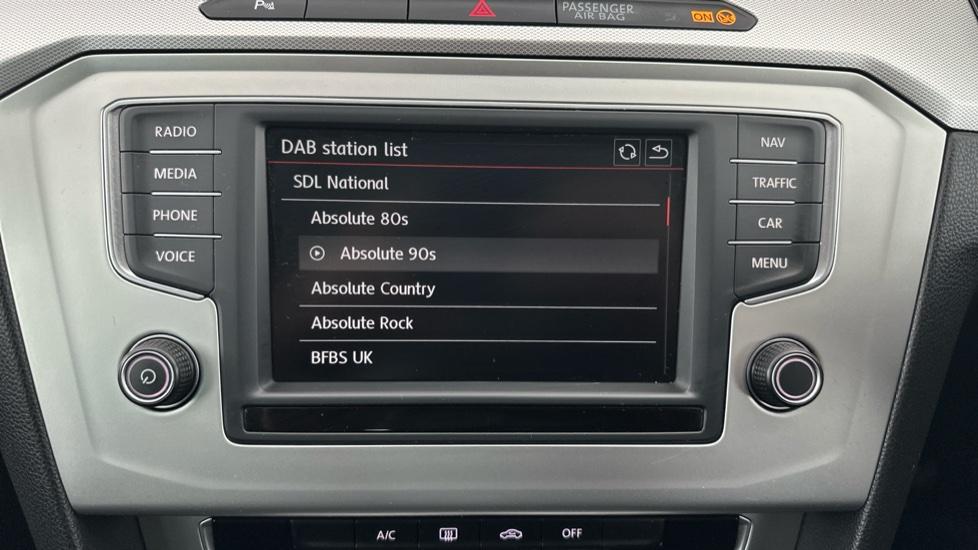 P
PASSENGER
AIR BAG
ON
RADIO
MEDIA
PHONE
VOICE
DAB station list
SDL National
Absolute 80s
Absolute 90s
Absolute Country
Absolute Rock
BFBS UK
NAV
TRAFFIC
CAR
MENU
A/C
OFF